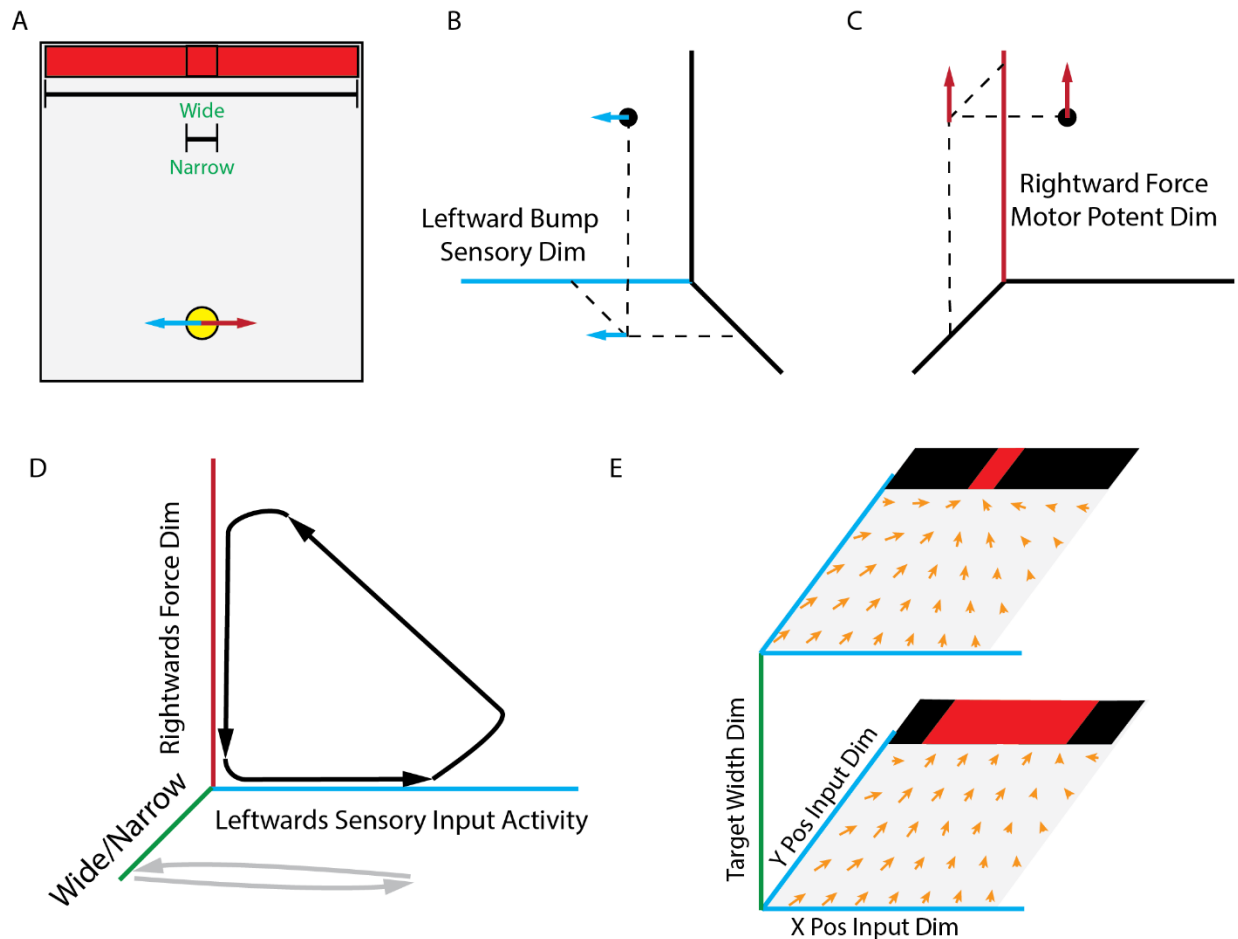 A
Wide
Narrow
B
Leftward Bump
Sensory Dim
C
Rightward Force
Motor Potent Dim
D
Rightwards Force Dim
Leftwards Sensory Input Activity
Wide/Narrow
E
Target Width Dim
Y Pos Input Dim
X Pos Input Dim